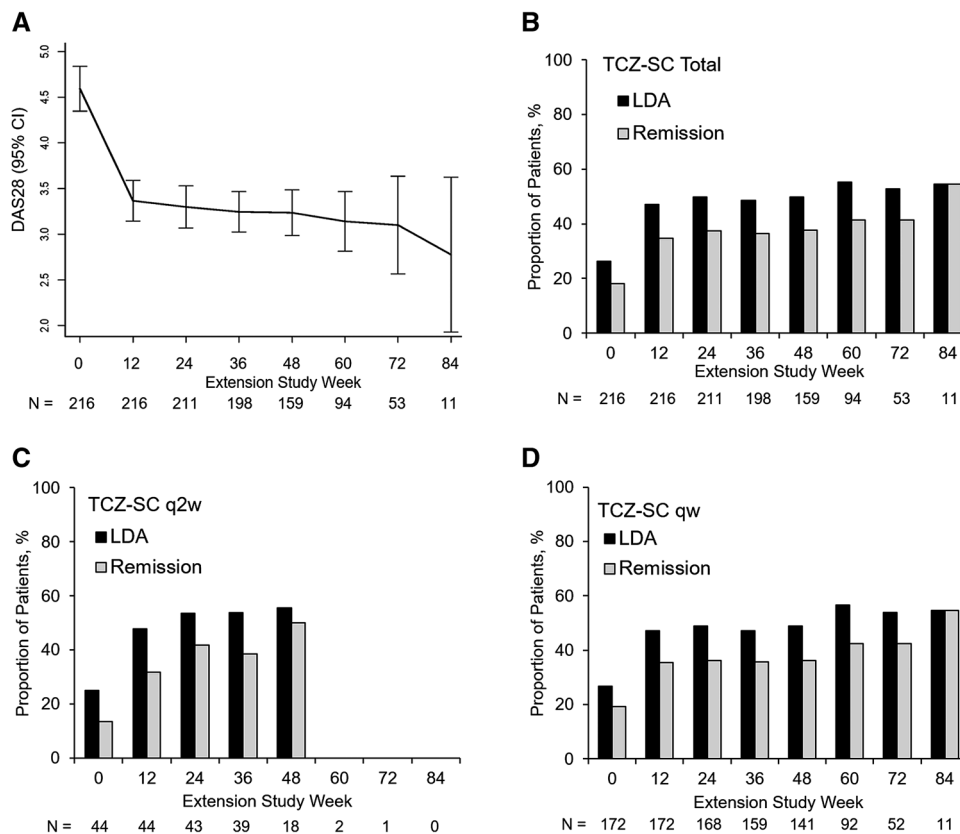 A
DAS28 (95% CI)
5.0
4.5
4.0
3.5
3.0
2.5
2.0
0 12 24 36 48 60 72 84
Extension Study Week
N = 216 216 211 198 159 94 53 11
B
TCZ-SC Total
LDA
Remission
Proportion of Patients, %
100
80
60
40
20
0
0 12 24 36 48 60 72 84
Extension Study Week
N = 216 216 211 198 159 94 53 11
C
TCZ-SC q2w
LDA
Remission
Proportion of Patients, %
100
80
60
40
20
0
0 12 24 36 48 60 72 84
Extension Study Week
N = 44 44 43 39 18 2 1 0
D
TCZ-SC qw
LDA
Remission
Proportion of Patients, %
100
80
60
40
20
0
0 12 24 36 48 60 72 84
Extension Study Week
N = 172 172 168 159 141 92 52 11